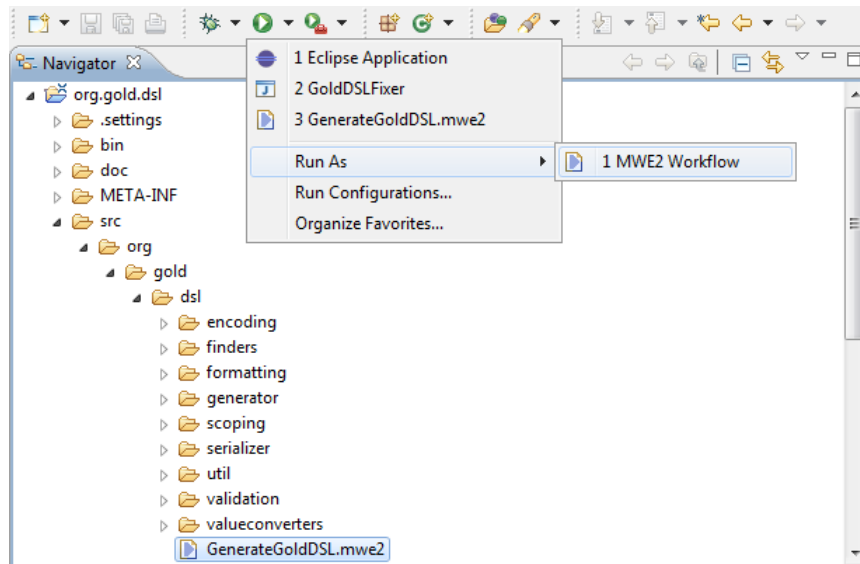 1 Eclipse Application
Navigator
org.gold.dsl
2 GoldDSLFixer
.settings
3 GenerateGoldDSL.mwe2
bin
doc
Run As
1 MWE2 Workflow
META-INF
Run Configurations...
src
Organize Favorites...
org
gold
dsl
encoding
finders
formatting
generator
scoping
serializer
util
validation
valueconverters
GenerateGoldDSL.mwe2